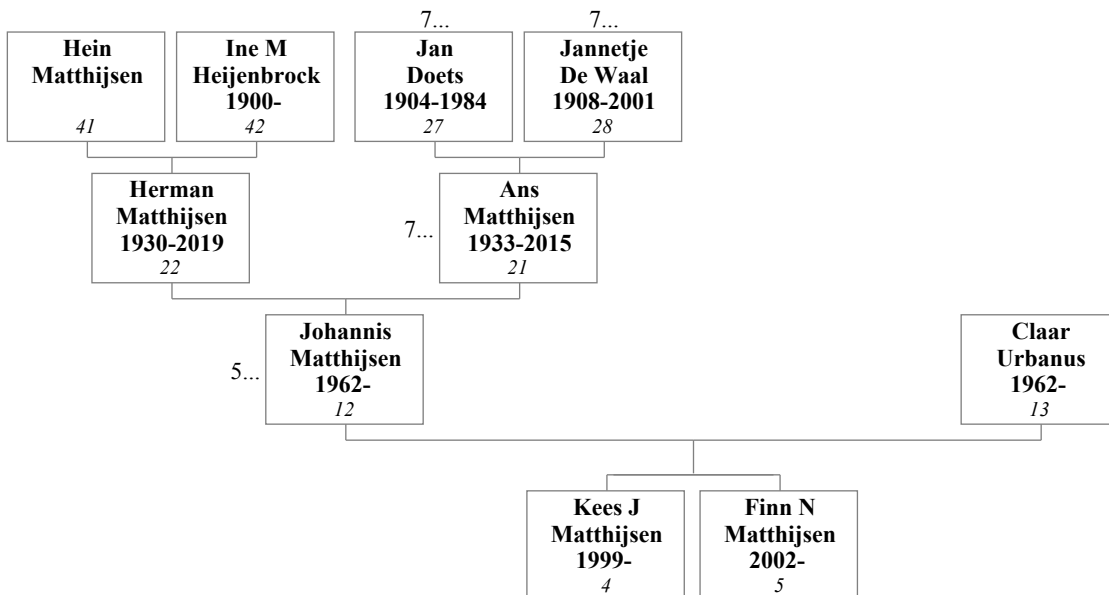 7...
7...
Hein
Matthijsen
41
Ine M
Heijenbrock
1900-
42
Jan
Doets
1904-1984
27
Jannetje
De Waal
1908-2001
28
Herman
Matthijsen
1930-2019
22
7...
Ans
Matthijsen
1933-2015
21
5...
Johannis
Matthijsen
1962-
12
Claar
Urbanus
1962-
13
Kees J
Matthijsen
1999-
4
Finn N
Matthijsen
2002-
5